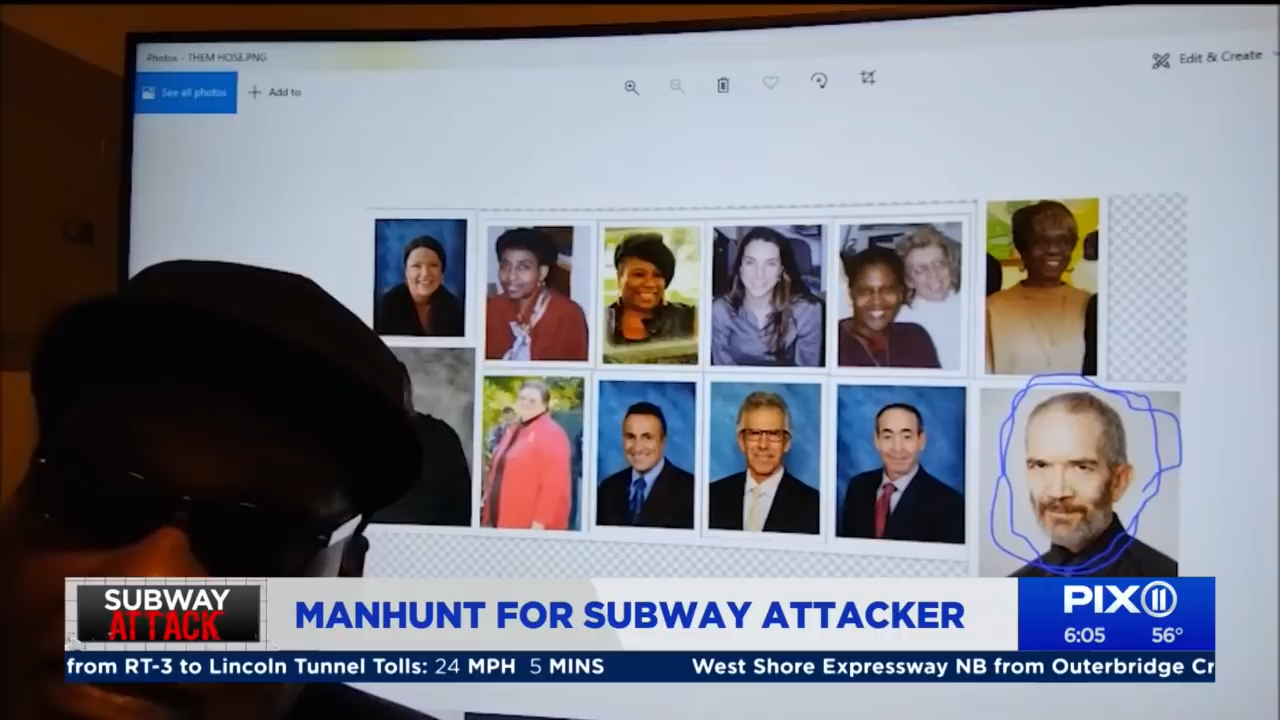 Photos - THEM HOSE.PNG
Edit & Create
See all photos
Add to
SUBWAY
ATTACK
MANHUNT FOR SUBWAY ATTACKER
PIX11
6:05 56°
from RT-3 to Lincoln Tunnel Tolls: 24 MPH 5 MINS West Shore Expressway NB from Outerbridge Cr